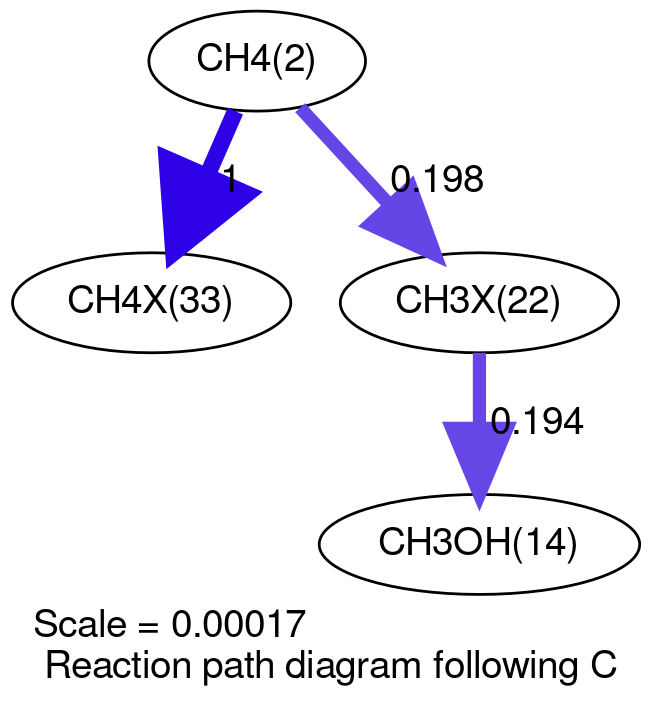 CH4(2)
1
0.198
CH4X(33)
CH3X(22)
0.194
CH3OH(14)
Scale = 0.00017
Reaction path diagram following C